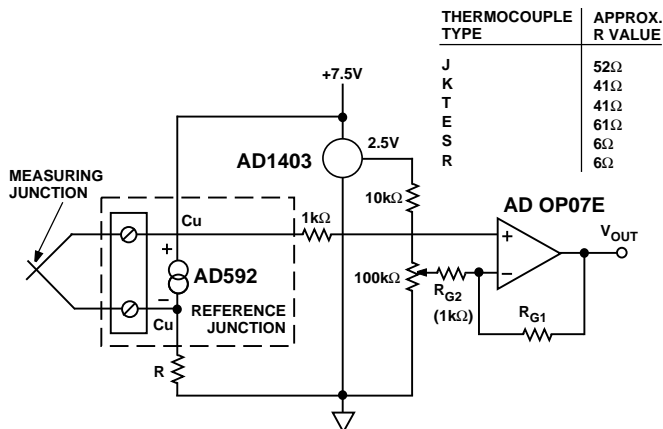 THERMOCOUPLE TYPE APPROX. R VALUE
J 52Ω
K 41Ω
T 41Ω
E 61Ω
S 6Ω
R 6Ω
+7.5V
2.5V
AD1403
MEASURING
JUNCTION
10kΩ
AD OP07E
Cu
1kΩ
+
VOUT
+
AD592
100kΩ
–
–
RG2
(1kΩ)
Cu
REFERENCE
JUNCTION
RG1
R